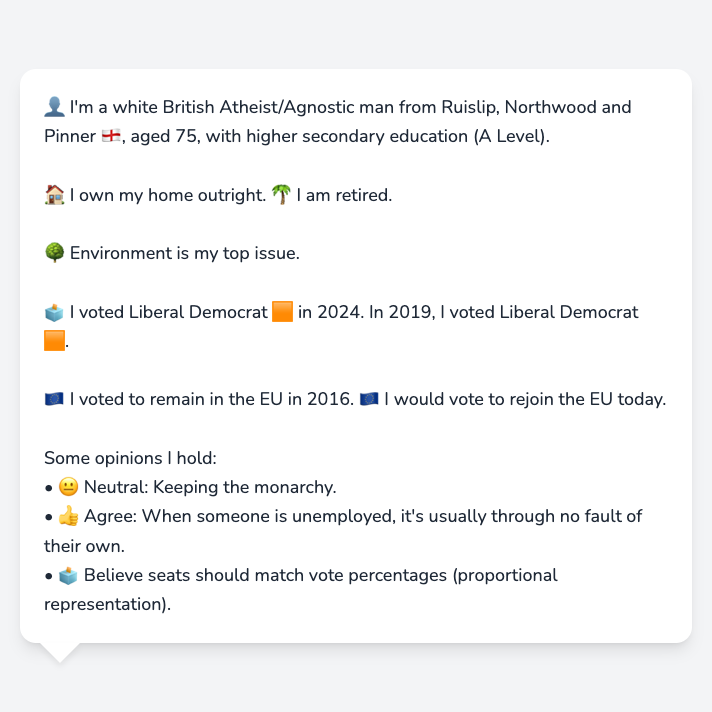 👤 I'm a white British Atheist/Agnostic man from Ruislip, Northwood and
Pinner 🏴󠁧󠁢󠁥󠁮󠁧󠁿, aged 75, with higher secondary education (A Level).
🏠 I own my home outright. 🌴 I am retired.
🌳 Environment is my top issue.
🗳️ I voted Liberal Democrat 🟧 in 2024. In 2019, I voted Liberal Democrat
🟧.
🇪🇺 I voted to remain in the EU in 2016. 🇪🇺 I would vote to rejoin the EU today.
Some opinions I hold:
• 😐 Neutral: Keeping the monarchy.
• 👍 Agree: When someone is unemployed, it's usually through no fault of
their own.
• 🗳️ Believe seats should match vote percentages (proportional
representation).